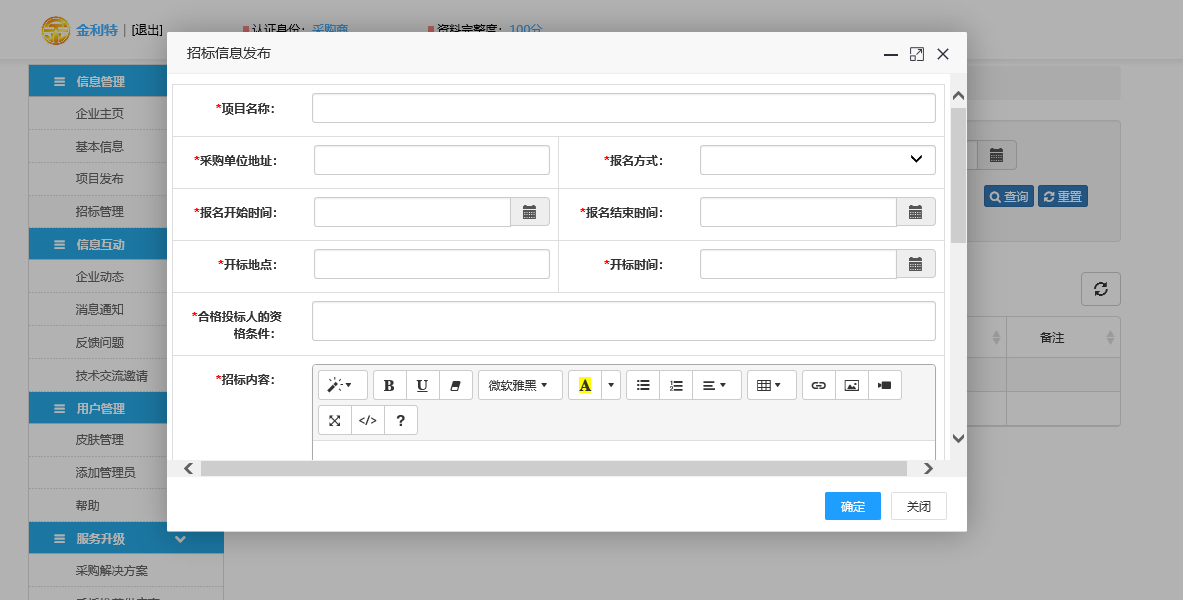 金利特 | [退出]
认证身份：采购商
资料完整度：100分
招标信息发布
信息管理
企业主页
基本信息
项目发布
招标管理
信息互动
企业动态
消息通知
反馈问题
技术交流邀请
用户管理
皮肤管理
添加管理员
帮助
服务升级
采购解决方案
*项目名称：
*采购单位地址：
*报名方式：
*报名开始时间：
*报名结束时间：
*开标地点：
*开标时间：
*合格投标人的资
格条件：
*招标内容：
B U 微软雅黑 A
</> ?
确定 关闭
查询 重置
备注